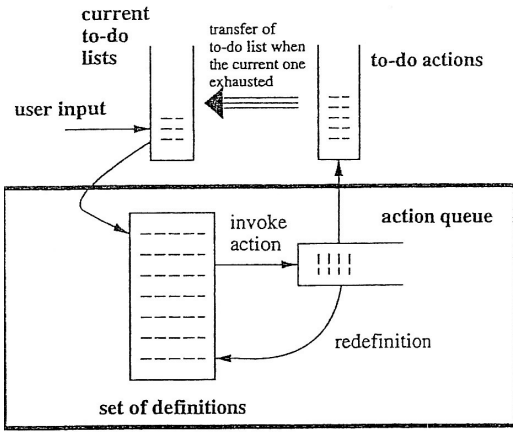 current
to-do
lists
transfer of
to-do list when
the current one
exhausted
to-do actions
user input
action queue
invoke
action
redefinition
set of definitions